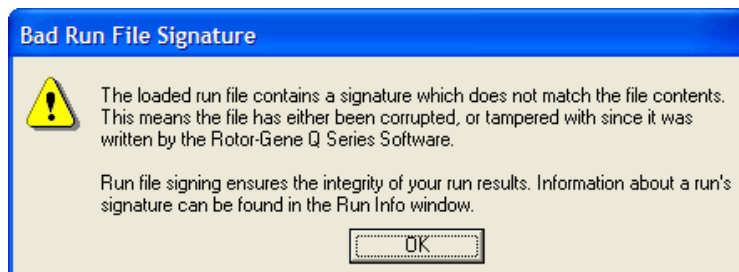 Bad Run File Signature
The loaded run file contains a signature which does not match the file contents.
This means the file has either been corrupted, or tampered with since it was
written by the Rotor-Gene Q Series Software.
Run file signing ensures the integrity of your run results. Information about a run's
signature can be found in the Run Info window.
OK